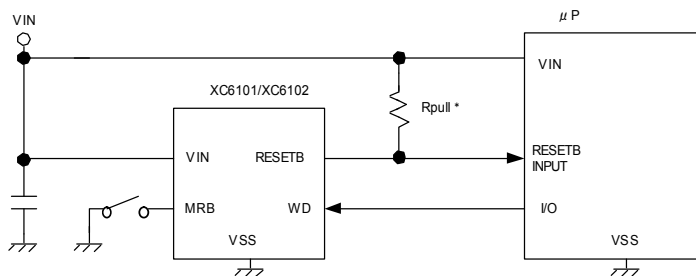 μP
VIN
VIN
XC6101/XC6102
Rpull *
VIN
RESETB
RESETB
INPUT
MRB
WD
I/O
VSS
VSS